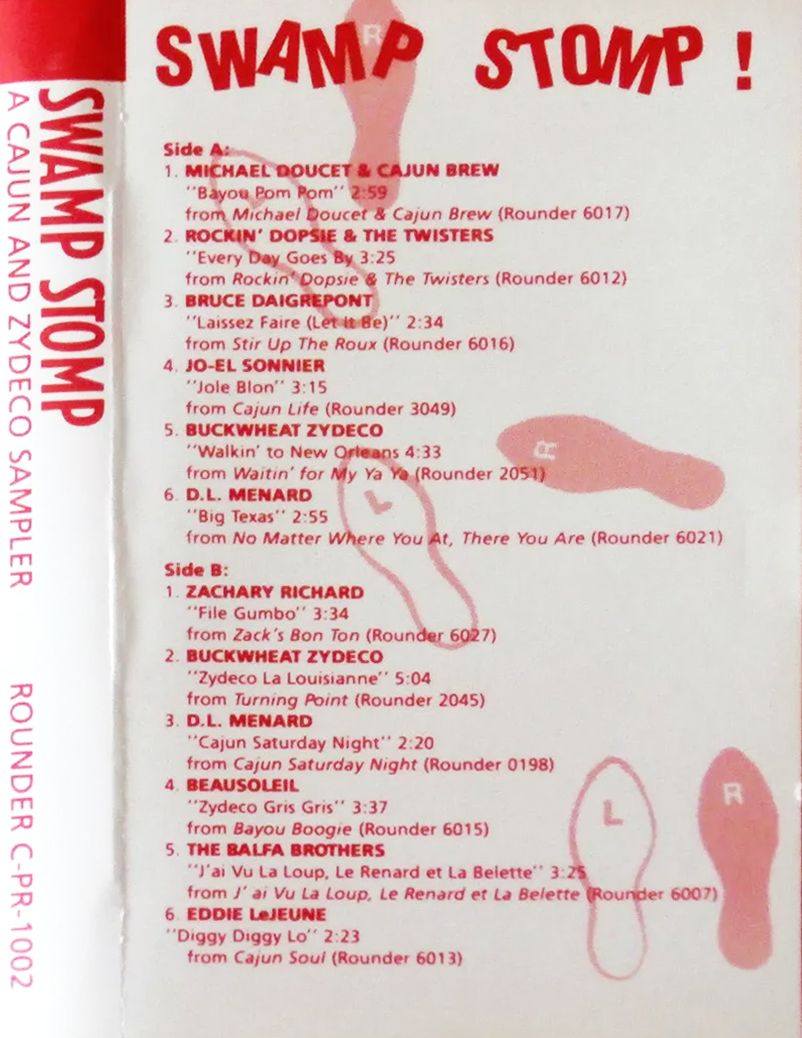 SWAMP STOMP
A CAJUN AND ZYDECO SAMPLER
ROUNDER C-PR-1002
SWAMP STOMP !
Side A:
1. MICHAEL DOUCET & CAJUN BREW
"Bayou Pom Pom" 2:59
from Michael Doucet & Cajun Brew (Rounder 6017)
2. ROCKIN' DOPSIE & THE TWISTERS
"Every Day Goes By 3:25
from Rockin' Dopsie & The Twisters (Rounder 6012)
3. BRUCE DAIGREPONT
"Laissez Faire (Let It Be)" 2:34
from Stir Up The Roux (Rounder 6016)
4. JO-EL SONNIER
"Jole Blon" 3:15
from Cajun Life (Rounder 3049)
5. BUCKWHEAT ZYDECO
"Walkin' to New Orleans 4:33
from Waitin' for My Ya Ya (Rounder 2051)
6. D.L. MENARD
"Big Texas" 2:55
from No Matter Where You At, There You Are (Rounder 6021)
Side B:
1. ZACHARY RICHARD
"File Gumbo" 3:34
from Zack's Bon Ton (Rounder 6027)
2. BUCKWHEAT ZYDECO
"Zydeco La Louisianne" 5:04
from Turning Point (Rounder 2045)
3. D.L. MENARD
"Cajun Saturday Night" 2:20
from Cajun Saturday Night (Rounder 0198)
4. BEAUSOLEIL
"Zydeco Gris Gris" 3:37
from Bayou Boogie (Rounder 6015)
5. THE BALFA BROTHERS
"J'ai Vu La Loup, Le Renard et La Belette" 3:25
from J' ai Vu La Loup, Le Renard et La Belette (Rounder 6007)
6. EDDIE LeJEUNE
"Diggy Diggy Lo" 2:23
from Cajun Soul (Rounder 6013)
R
L
R
L
L
R